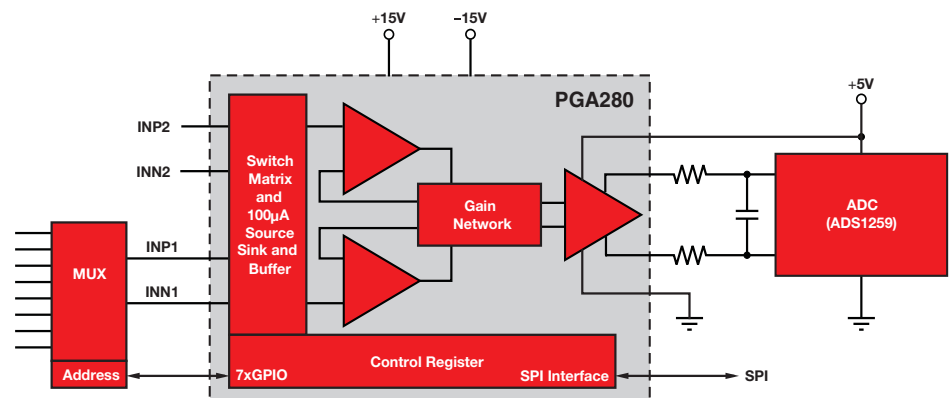 +15V
–15V
PGA280
+5V
INP2
INN2
INP1
INN1
MUX
Address
Switch
Matrix
and
100µA
Source
Sink and
Buffer
Gain
Network
ADC
(ADS1259)
Control Register
7xGPIO
SPI Interface
SPI